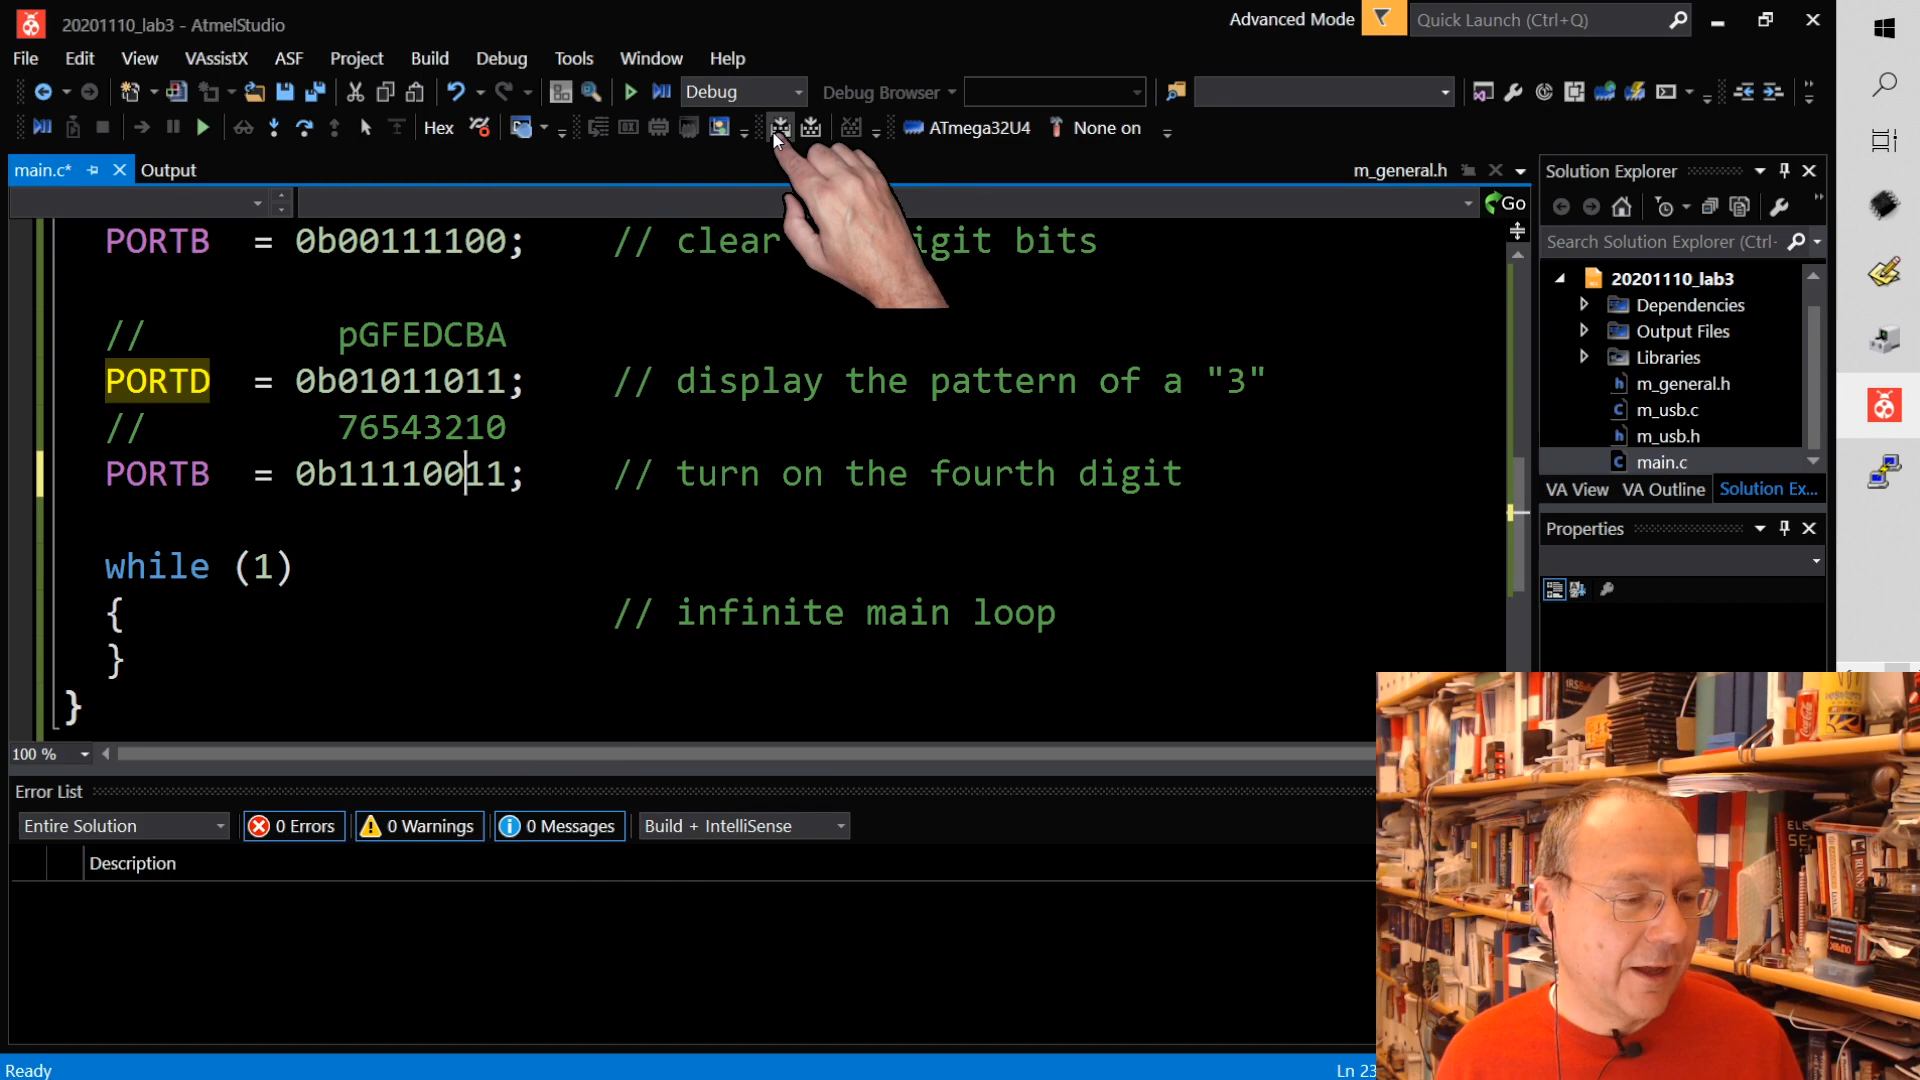 20201110_lab3 - AtmelStudio
Advanced Mode
Quick Launch (Ctrl+Q)
File Edit View VAssistX ASF Project Build Debug Tools Window Help
Debug
Debug Browser
Hex
ATmega32U4
None on
main.c*
Output
m_general.h
Go
PORTB = 0b00111100; // clear igit bits
// pGFEDCBA
PORTD = 0b01011011; // display the pattern of a "3"
// 76543210
PORTB = 0b11110011; // turn on the fourth digit
while (1)
{ // infinite main loop
}
}
100 %
Solution Explorer
Search Solution Explorer (Ctrl-
20201110_lab3
Dependencies
Output Files
Libraries
m_general.h
m_usb.c
m_usb.h
main.c
VA View VA Outline Solution Ex...
Properties
Error List
Entire Solution
0 Errors
0 Warnings
0 Messages
Build + IntelliSense
Description
Ready
Ln 23